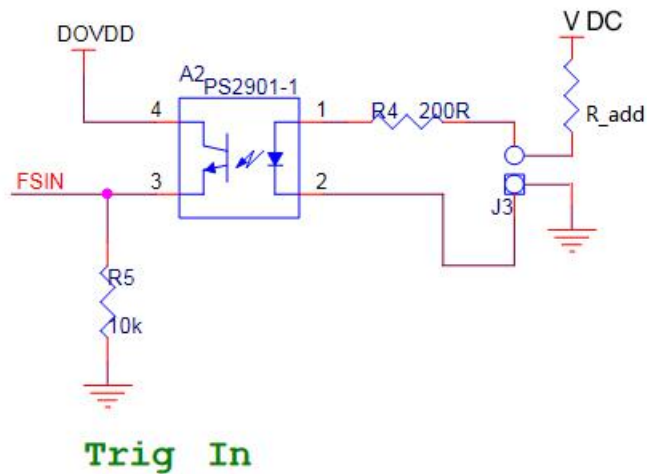 DOVDD
V DC
A2
PS2901-1
4
1
R4 200R
R_add
FSIN
3
2
J3
R5
10k
Trig In